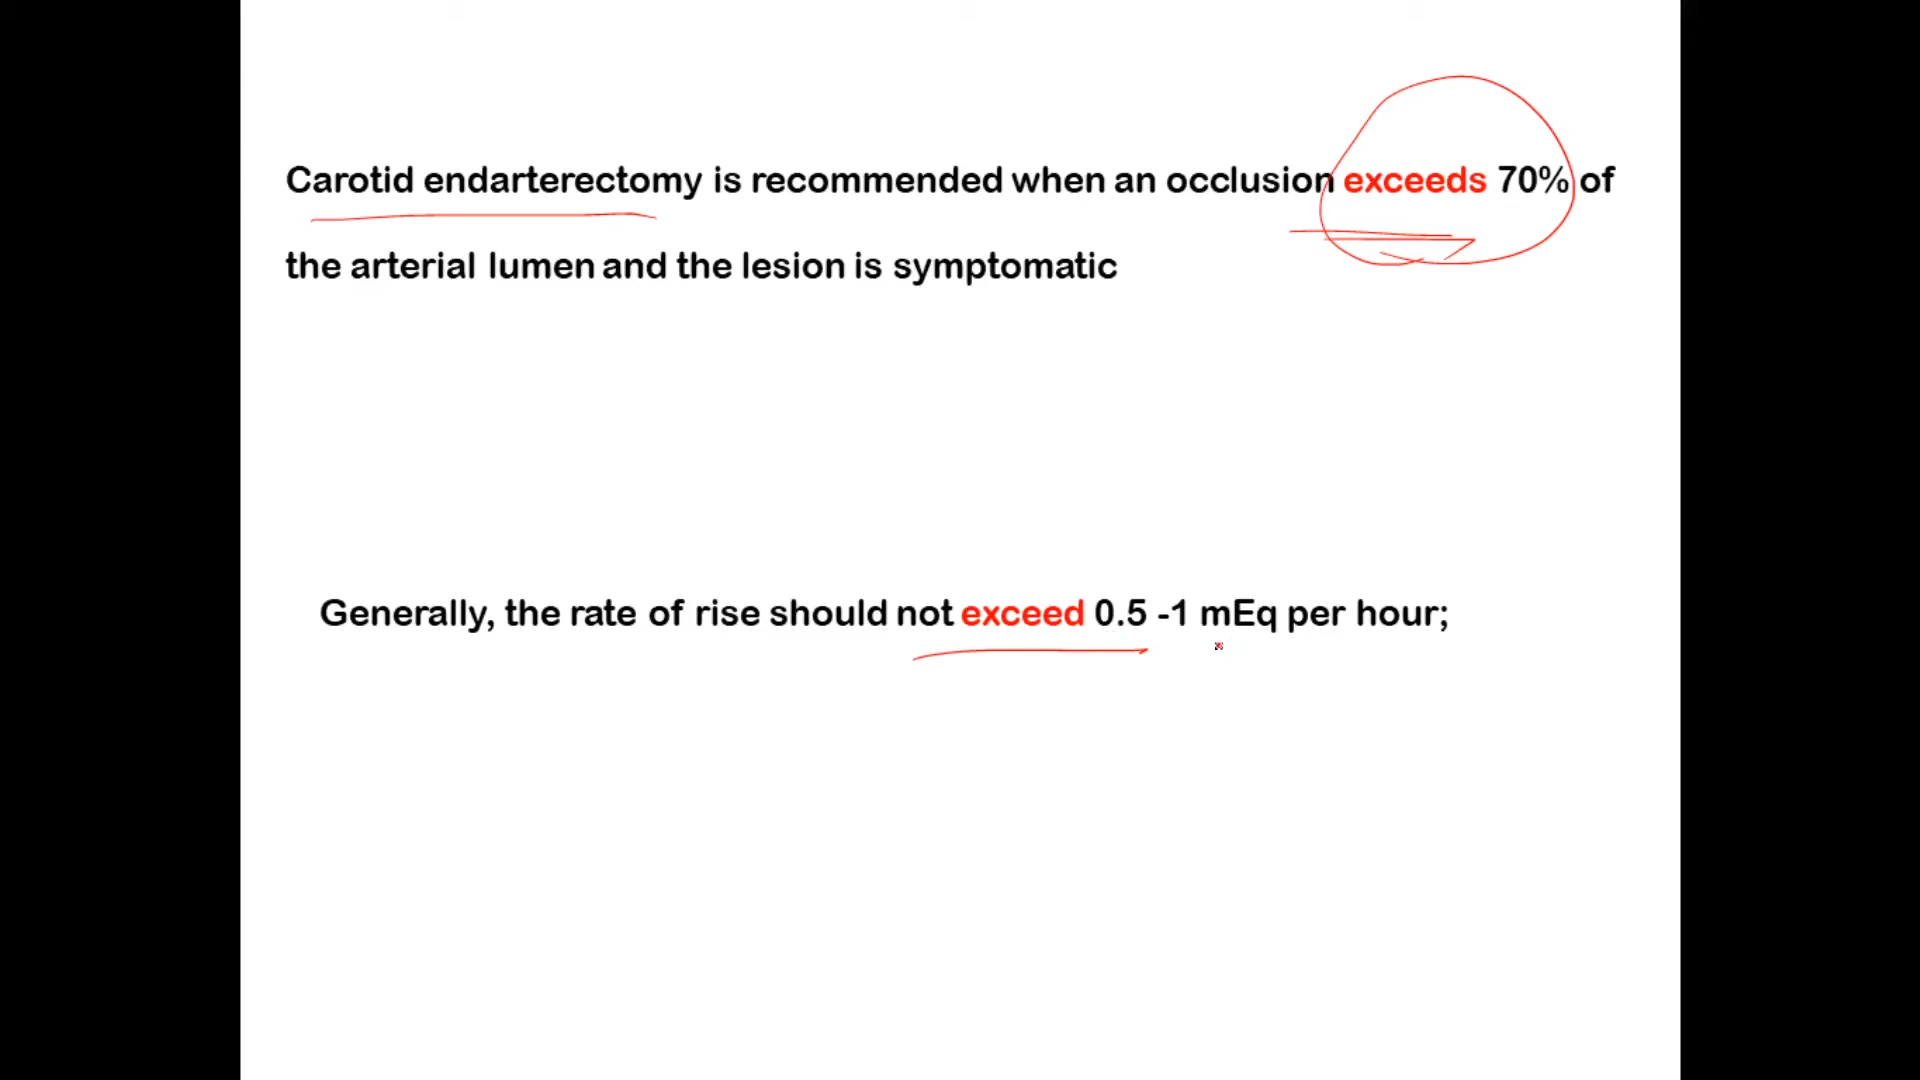 Carotid endarterectomy is recommended when an occlusion exceeds 70% of
the arterial lumen and the lesion is symptomatic
Generally, the rate of rise should not exceed 0.5 -1 mEq per hour;